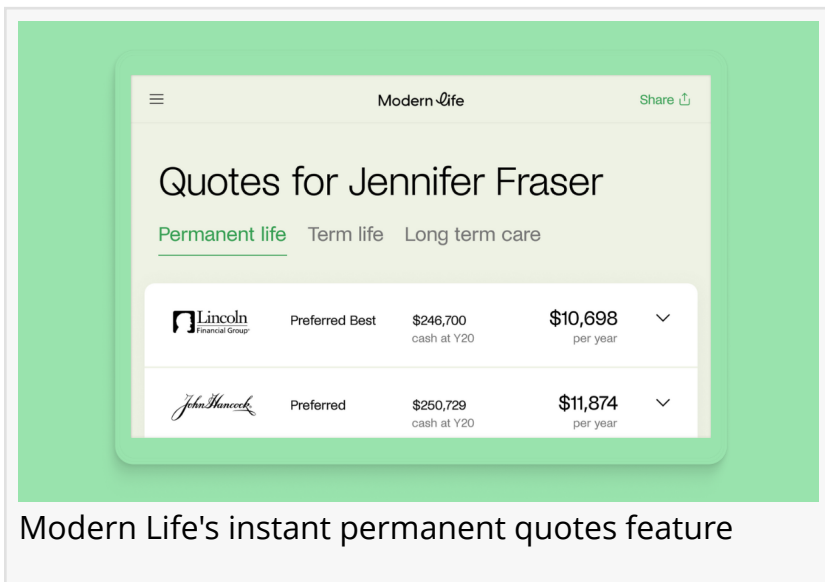 Modern Life
Share
Quotes for Jennifer Fraser
Permanent life Term life Long term care
Lincoln
Financial Group®
Preferred Best
$246,700
cash at Y20
$10,698
per year
John Hancock
Preferred
$250,729
cash at Y20
$11,874
per year
Modern Life's instant permanent quotes feature